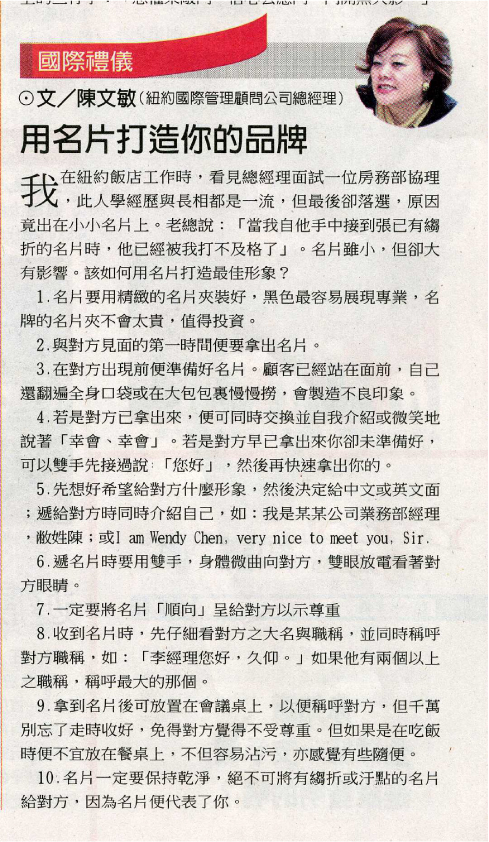 國際禮儀
⊙文／陳文敏(紐約國際管理顧問公司總經理)
用名片打造你的品牌
我在紐約飯店工作時，看見總經理面試一位房務部協理
，此人學經歷與長相都是一流，但最後卻落選，原因
竟出在小小名片上。老總說：「當我自他手中接到張已有縐
折的名片時，他已經被我打不及格了」。名片雖小，但卻大
有影響。該如何用名片打造最佳形象？
1.名片要用精緻的名片夾裝好，黑色最容易展現專業，名
牌的名片夾不會太貴，值得投資。
2.與對方見面的第一時間便要拿出名片。
3.在對方出現前便準備好名片。顧客已經站在面前，自己
還翻遍全身口袋或在大包包裏慢慢撈，會製造不良印象。
4.若是對方已拿出來，便可同時交換並自我介紹或微笑地
說著「幸會、幸會」。若是對方早已拿出來你卻未準備好，
可以雙手先接過說：「您好」，然後再快速拿出你的。
5.先想好希望給對方什麼形象，然後決定給中文或英文面
；遞給對方時同時介紹自己，如：我是某某公司業務部經理
，敝姓陳；或I am Wendy Chen, very nice to meet you, Sir.
6.遞名片時要用雙手，身體微曲向對方，雙眼放電看著對
方眼睛。
7.一定要將名片「順向」呈給對方以示尊重
8.收到名片時，先仔細看對方之大名與職稱，並同時稱呼
對方職稱，如：「李經理您好，久仰。」如果他有兩個以上
之職稱，稱呼最大的那個。
9.拿到名片後可放置在會議桌上，以便稱呼對方，但千萬
別忘了走時收好，免得對方覺得不受尊重。但如果是在吃飯
時便不宜放在餐桌上，不但容易沾污，亦感覺有些隨便。
10.名片一定要保持乾淨，絕不可將有縐折或汙點的名片
給對方，因為名片便代表了你。